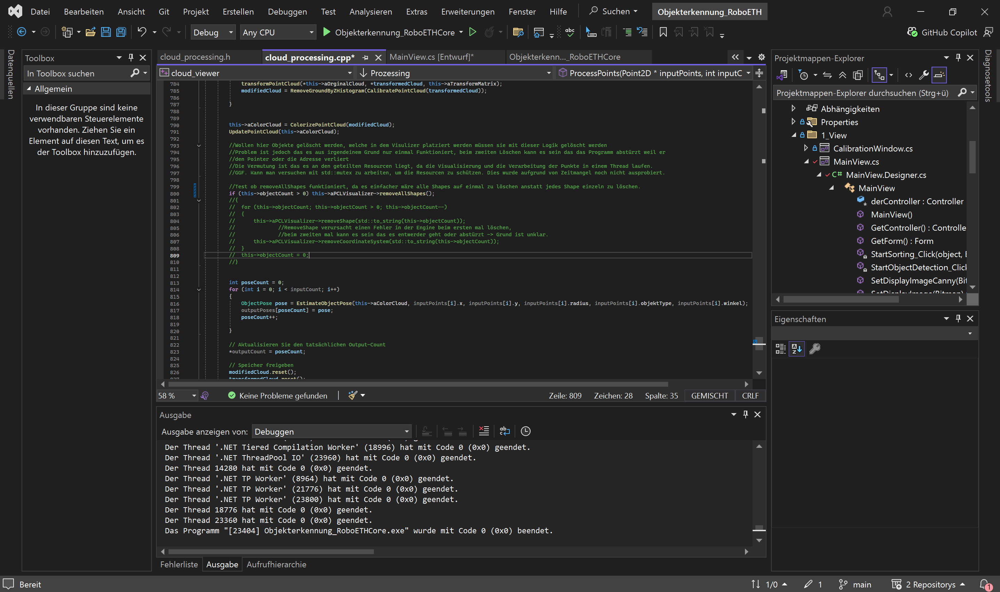 Datei Bearbeiten Ansicht Git Projekt Erstellen Debuggen Test Analysieren Extras Erweiterungen Fenster Hilfe Suchen Objekterkennung_RoboETH
Debug Any CPU Objekterkennung_RoboETHCore GitHub Copilot
Datenquellen
Toolbox
In Toolbox suchen
Allgemein
In dieser Gruppe sind keine
verwendbaren Steuerelemente
vorhanden. Ziehen Sie ein
Element auf diesen Text, um es
der Toolbox hinzuzufügen.
cloud_processing.h cloud_processing.cpp* MainView.cs [Entwurf]* Objekterkenn..._RoboETHCore
cloud_viewer Prozessing ProcessPoints(Point2D * inputPoints, int inputC
784 transformPointCloud(*this->aOrginalCloud, *transformedCloud, this->aTransformMatrix);
785 modifiedCloud = RemoveGroundByZHistogram(CalibratePointCloud(transformedCloud));
786
787 }
788
789
790 this->aColorCloud = ColorizePointCloud(modifiedCloud);
791 UpdatePointCloud(this->aColorCloud);
792
793 //Wollen hier Objekte gelöscht werden, welche in dem Visulizer platziert werden müssen sie mit dieser Logik gelöscht werden
794 //Problem ist jedoch das es aus irgendeinem Grund nur einmal Funktioniert, beim zweiten Löschen kann es sein das das Programm abstürzt weil er
795 //den Pointer oder die Adresse verliert
796 //Die Vermutung ist das es an den geteilten Resourcen liegt, da die Visualisierung und die Verarbeitung der Punkte in einem Thread laufen.
797 //GGF. Kann man versuchen mit std::mutex zu arbeiten, um die Resourcen zu schützen. Dies wurde aufgrund von Zeitmangel noch nicht ausprobiert.
798
799 //Test ob removeAllShapes funktioniert, da es einfacher wäre alle Shapes auf einmal zu löschen anstatt jedes Shape einzeln zu löschen.
800 if (this->objectCount > 0) this->aPCLVisualizer->removeAllShapes();
801 //{
802 // for (this->objectCount; this->objectCount > 0; this->objectCount--)
803 // {
804 // this->aPCLVisualizer->removeShape(std::to_string(this->objectCount));
805 // //RemoveShape verursacht einen Fehler in der Engine beim ersten mal löschen,
806 // //beim zweiten mal kann es sein das es entwerder geht oder abstürzt -> Grund ist unklar.
807 // this->aPCLVisualizer->removeCoordinateSystem(std::to_string(this->objectCount));
808 // }
809 // this->objectCount = 0;
810 //}
811
812
813 int poseCount = 0;
814 for (int i = 0; i < inputCount; i++)
815 {
816 ObjectPose pose = EstimateObjectPose(this->aColorCloud, inputPoints[i].x, inputPoints[i].y, inputPoints[i].radius, inputPoints[i].objektType, inputPoints[i].winkel);
817 outputPoses[poseCount] = pose;
818 poseCount++;
819
820 }
821
822 // Aktualisieren Sie den tatsächlichen Output-Count
823 *outputCount = poseCount;
824
825 // Speicher freigeben
826 modifiedCloud.reset();
827 transformedCloud.reset();
58 % Keine Probleme gefunden Zeile: 809 Zeichen: 28 Spalte: 35 GEMISCHT CRLF
Ausgabe
Ausgabe anzeigen von: Debuggen
Der Thread '.NET Tiered Compilation Worker' (18996) hat mit Code 0 (0x0) geendet.
Der Thread '.NET ThreadPool IO' (23960) hat mit Code 0 (0x0) geendet.
Der Thread 14280 hat mit Code 0 (0x0) geendet.
Der Thread '.NET TP Worker' (8964) hat mit Code 0 (0x0) geendet.
Der Thread '.NET TP Worker' (21776) hat mit Code 0 (0x0) geendet.
Der Thread '.NET TP Worker' (23800) hat mit Code 0 (0x0) geendet.
Der Thread 18776 hat mit Code 0 (0x0) geendet.
Der Thread 23360 hat mit Code 0 (0x0) geendet.
Das Programm "[23404] Objekterkennung_RoboETHCore.exe" wurde mit Code 0 (0x0) beendet.
Fehlerliste Ausgabe Aufrufhierarchie
Projektmappen-Explorer
Projektmappen-Explorer durchsuchen (Strg+ü)
Abhängigkeiten
Properties
1_View
CalibrationWindow.cs
MainView.cs
C# MainView.Designer.cs
MainView
derController : Controller
MainView()
GetController() : Controlle
GetForm() : Form
StartSorting_Click(object, E
StartObjectDetection_Click
SetDisplayImageCanny(Bit
SetDisplayImage(Bitmap)
Eigenschaften
Diagnosetools
Bereit 1/0 1 main 2 Repositorys 1